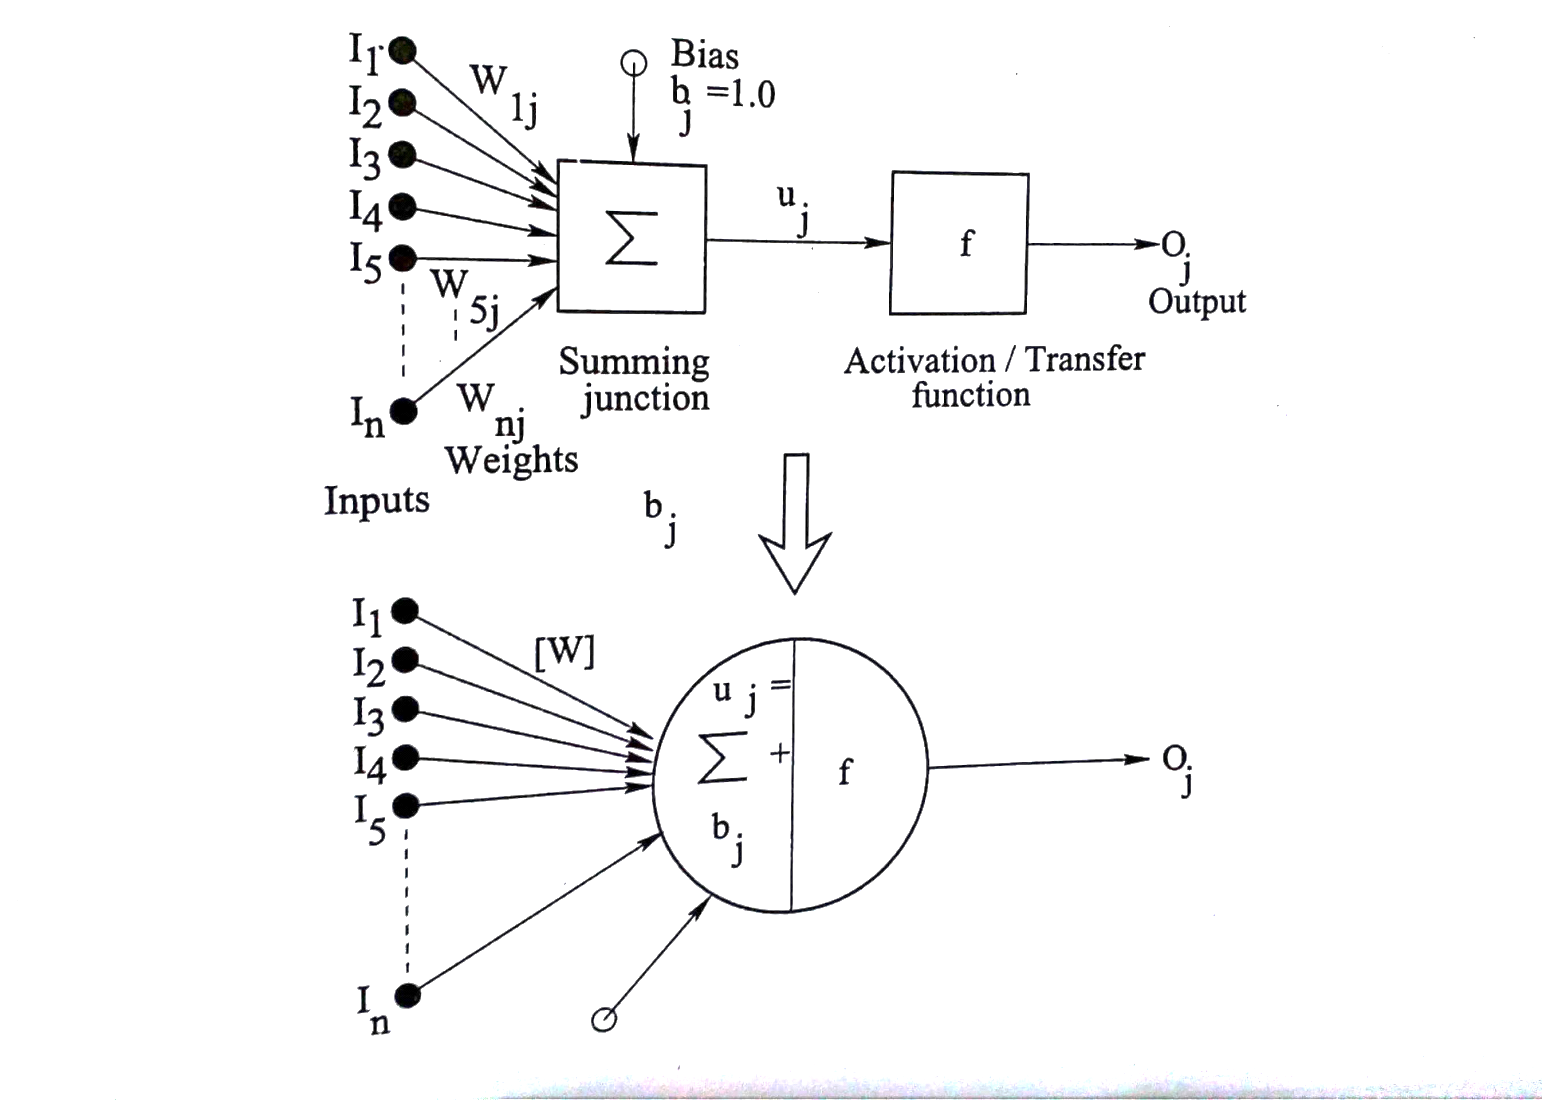 I1
I2
I3
I4
I5
In
W1j
W5j
Wnj
Weights
Inputs
Bias
bj =1.0
Σ
Summing
junction
uj
f
Activation / Transfer
function
Oj
Output
bj
I1
I2
I3
I4
I5
In
[W]
uj =
Σ +
bj
f
Oj